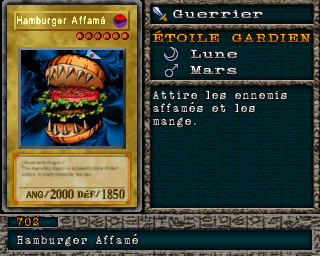 Hamburger Affamé
ANG/2000 DÉF/1850
Guerrier
ÉTOILE GARDIEN
Lune
Mars
Attire les ennemis
affamés et les
mange.
702
Hamburger Affamé